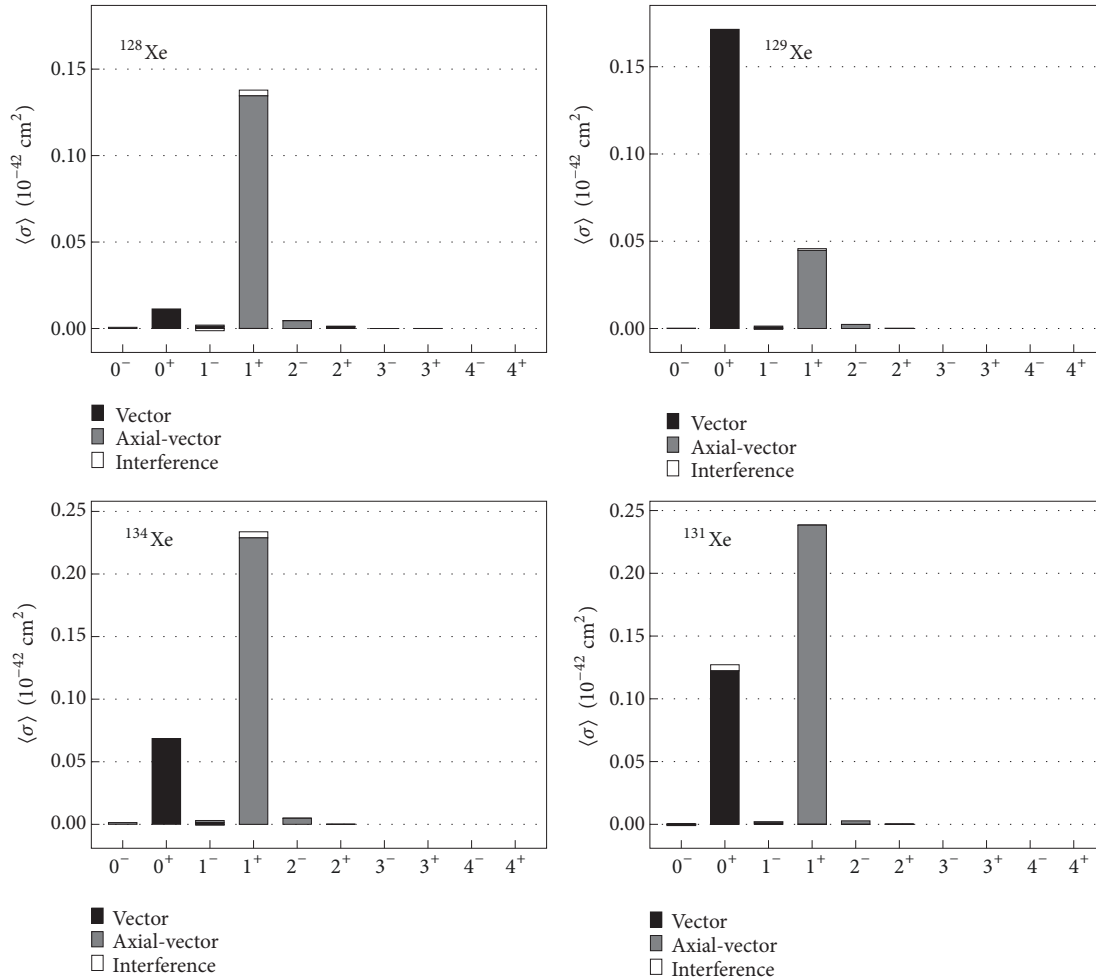 ¹²⁸Xe
⟨σ⟩ (10⁻⁴² cm²)
0.15
0.10
0.05
0.00
0⁻ 0⁺ 1⁻ 1⁺ 2⁻ 2⁺ 3⁻ 3⁺ 4⁻ 4⁺
Vector
Axial-vector
Interference
¹²⁹Xe
⟨σ⟩ (10⁻⁴² cm²)
0.15
0.10
0.05
0.00
0⁻ 0⁺ 1⁻ 1⁺ 2⁻ 2⁺ 3⁻ 3⁺ 4⁻ 4⁺
Vector
Axial-vector
Interference
¹³⁴Xe
⟨σ⟩ (10⁻⁴² cm²)
0.25
0.20
0.15
0.10
0.05
0.00
0⁻ 0⁺ 1⁻ 1⁺ 2⁻ 2⁺ 3⁻ 3⁺ 4⁻ 4⁺
Vector
Axial-vector
Interference
¹³¹Xe
⟨σ⟩ (10⁻⁴² cm²)
0.25
0.20
0.15
0.10
0.05
0.00
0⁻ 0⁺ 1⁻ 1⁺ 2⁻ 2⁺ 3⁻ 3⁺ 4⁻ 4⁺
Vector
Axial-vector
Interference